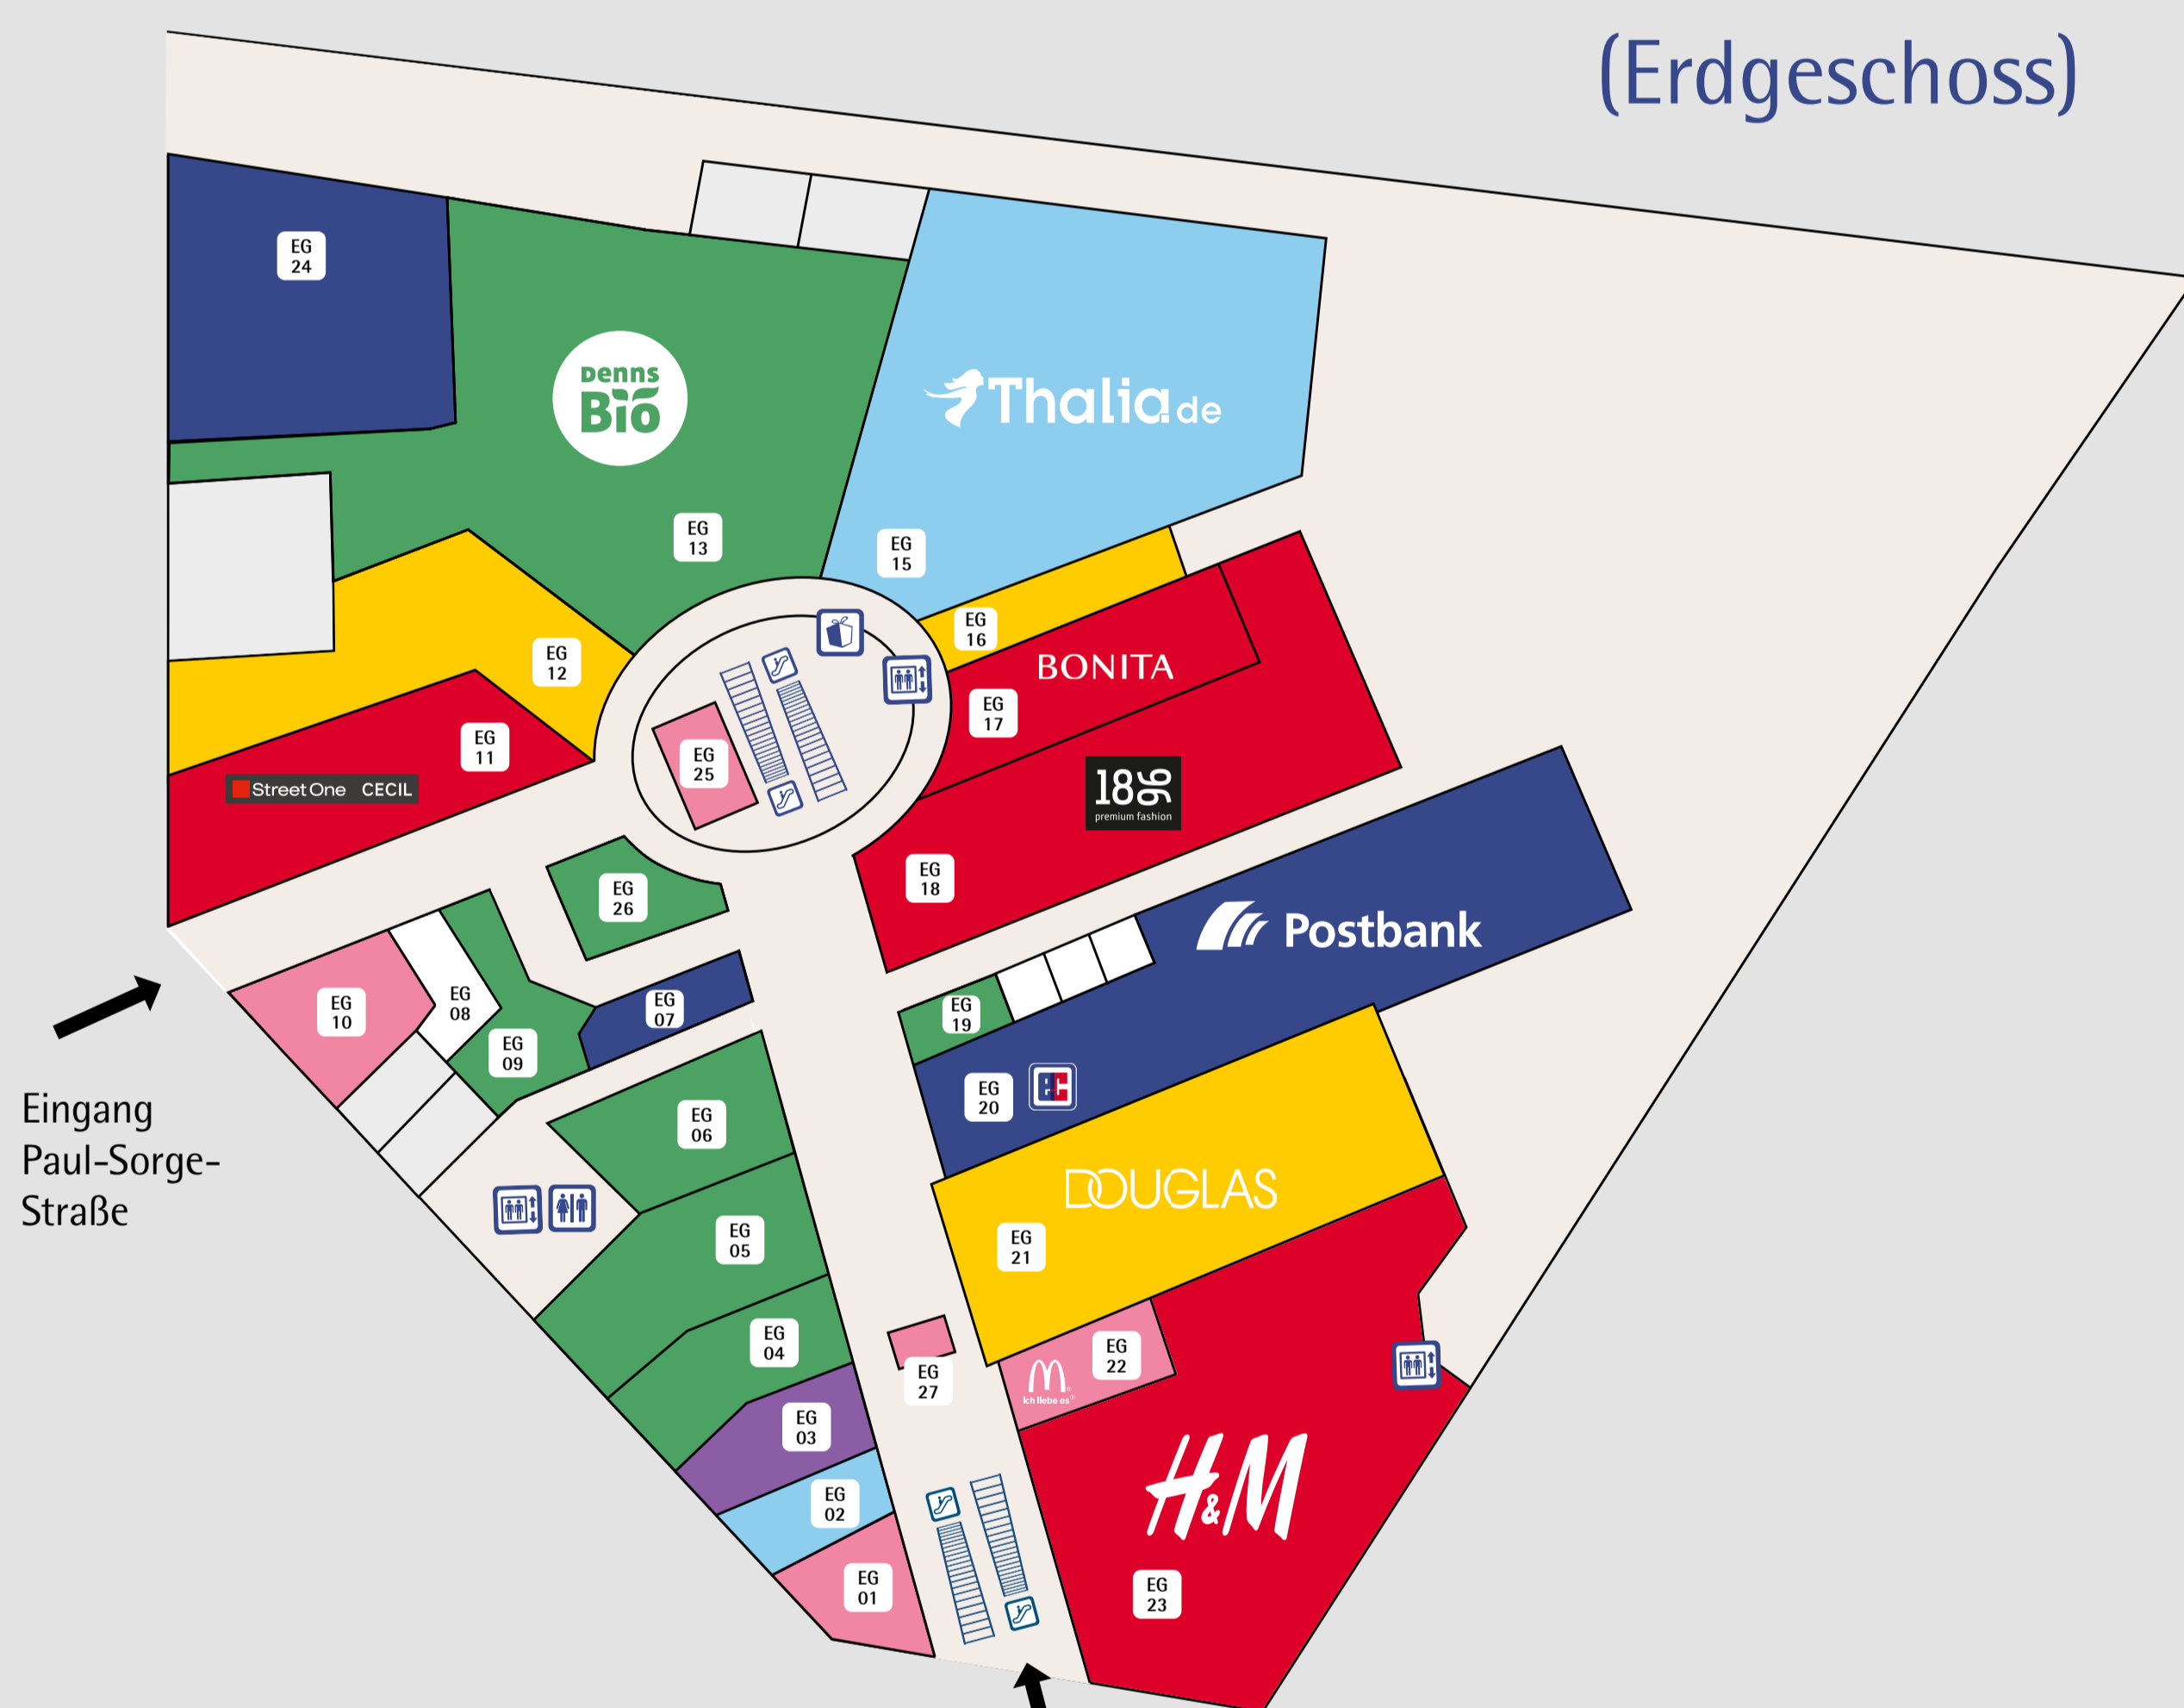 (Erdgeschoss)
EG
24
Denns
Bio
Thalia.de
EG
13
EG
15
EG
16
EG
12
BONITA
EG
17
EG
11
StreetOne CECIL
EG
25
1896
premium fashion
EG
18
EG
26
Postbank
EG
10
EG
08
EG
07
EG
19
EG
09
EG
20
EC
Eingang
Paul-Sorge-
Straße
EG
06
DOUGLAS
EG
05
EG
21
EG
04
EG
22
EG
27
M
ich liebe es®
EG
03
H&M
EG
02
EG
01
EG
23